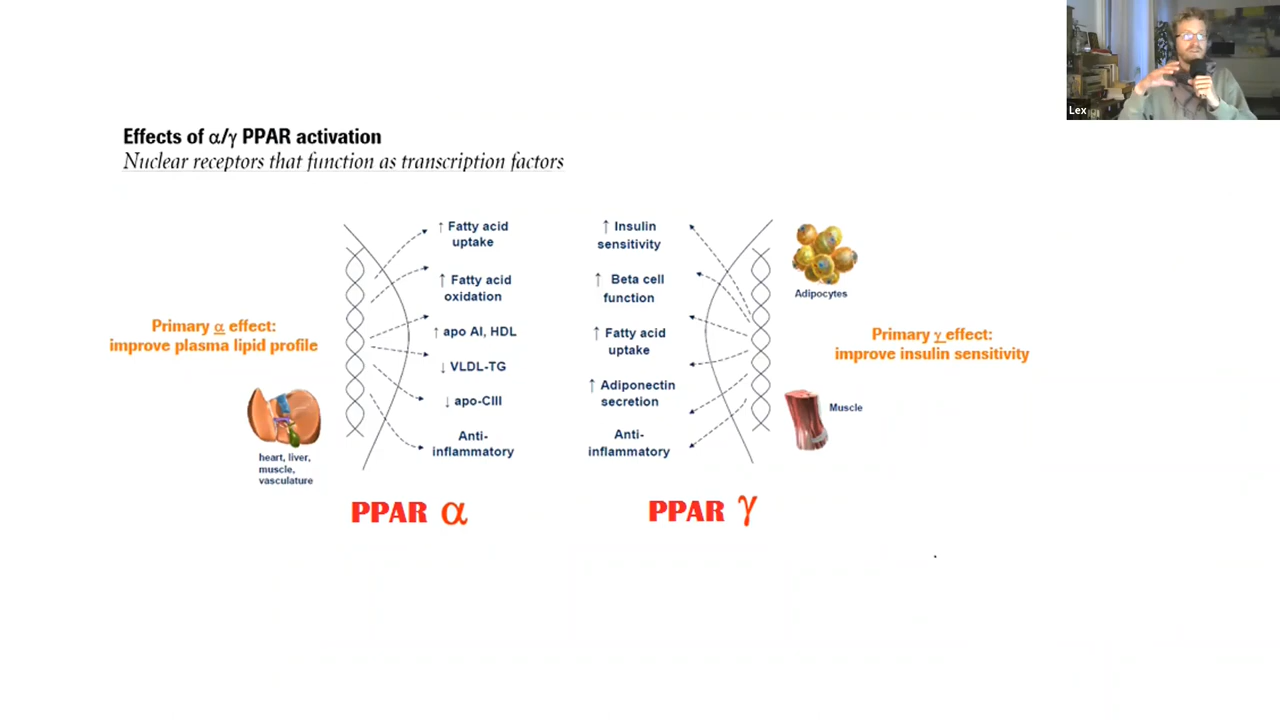 Lex
Effects of α/γ PPAR activation
Nuclear receptors that function as transcription factors
↑ Fatty acid
uptake
↑ Fatty acid
oxidation
↑ apo AI, HDL
↓ VLDL-TG
↓ apo-CIII
Anti-
inflammatory
Primary α effect:
improve plasma lipid profile
heart, liver,
muscle,
vasculature
PPAR α
↑ Insulin
sensitivity
↑ Beta cell
function
↑ Fatty acid
uptake
↑ Adiponectin
secretion
Anti-
inflammatory
Adipocytes
Primary γ effect:
improve insulin sensitivity
Muscle
PPAR γ